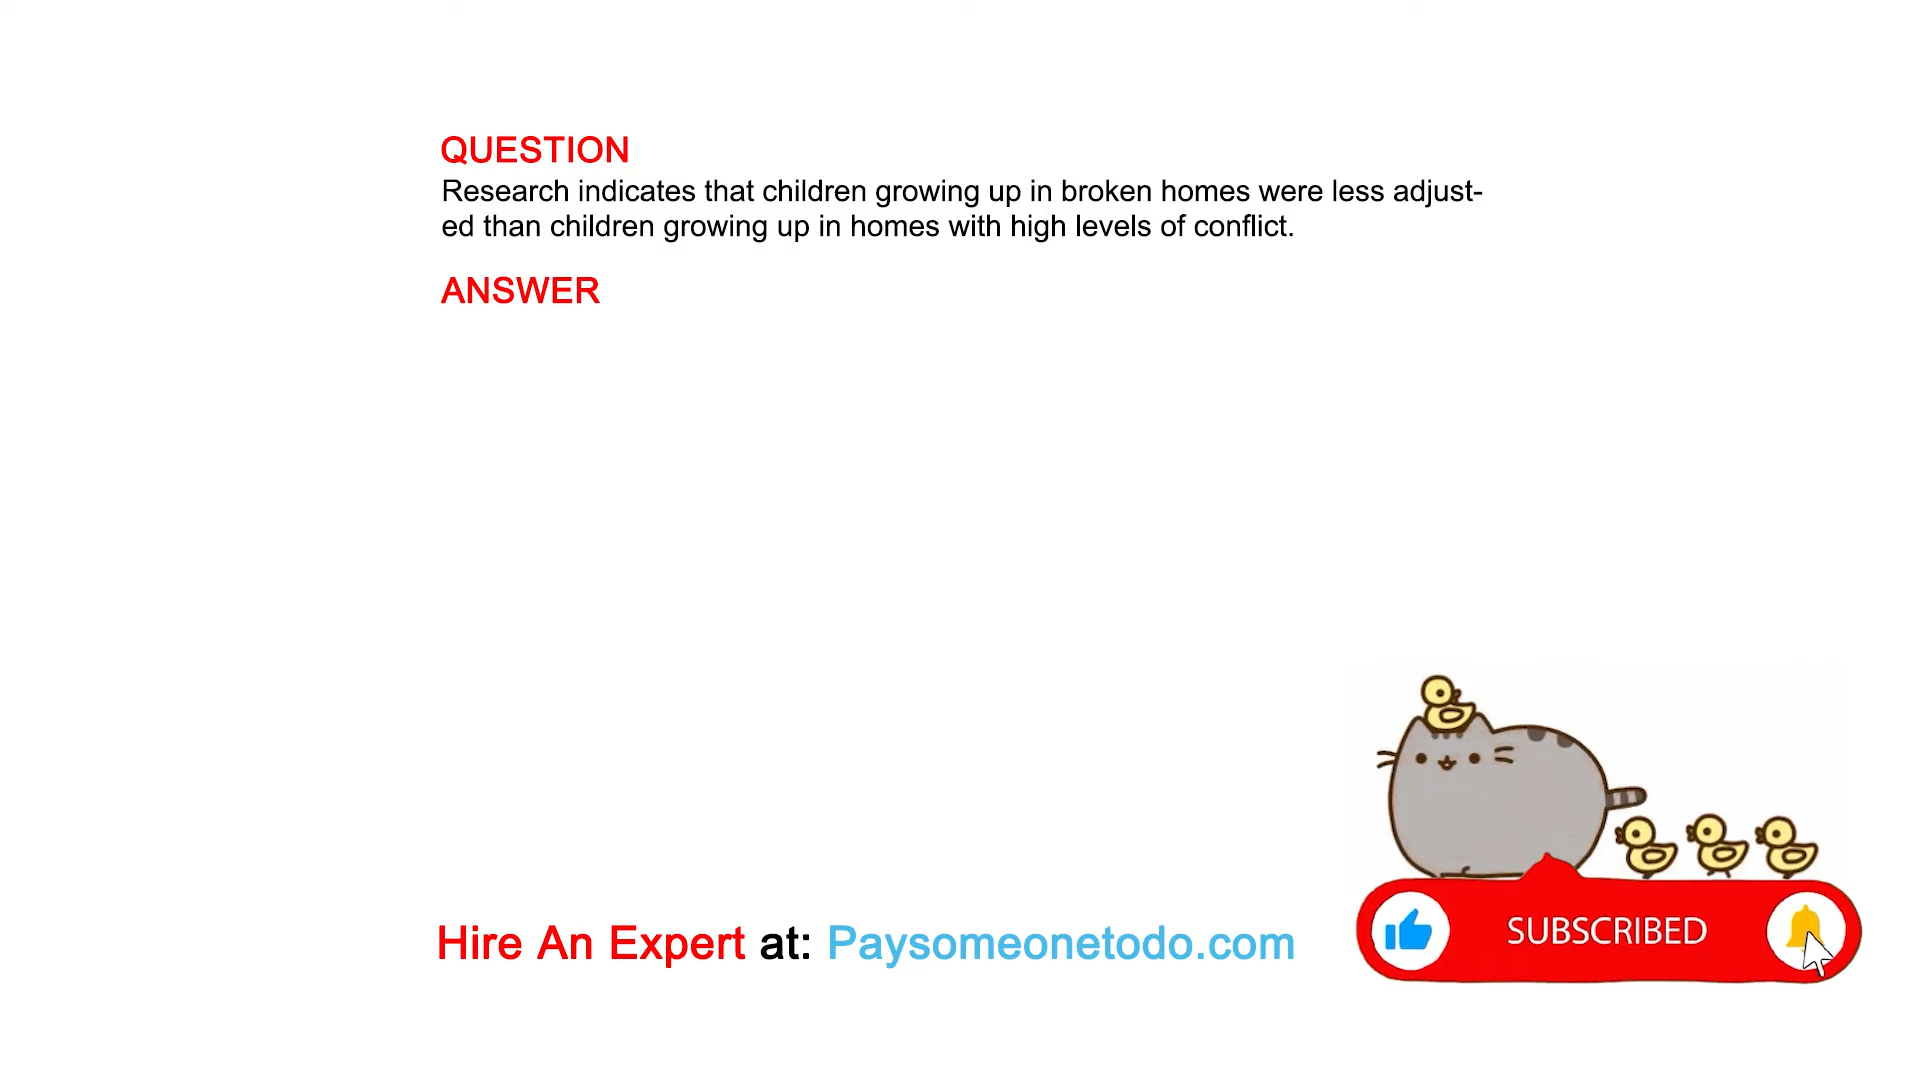 QUESTION
Research indicates that children growing up in broken homes were less adjust-
ed than children growing up in homes with high levels of conflict.
ANSWER
Hire An Expert at: Paysomeonetodo.com
SUBSCRIBED